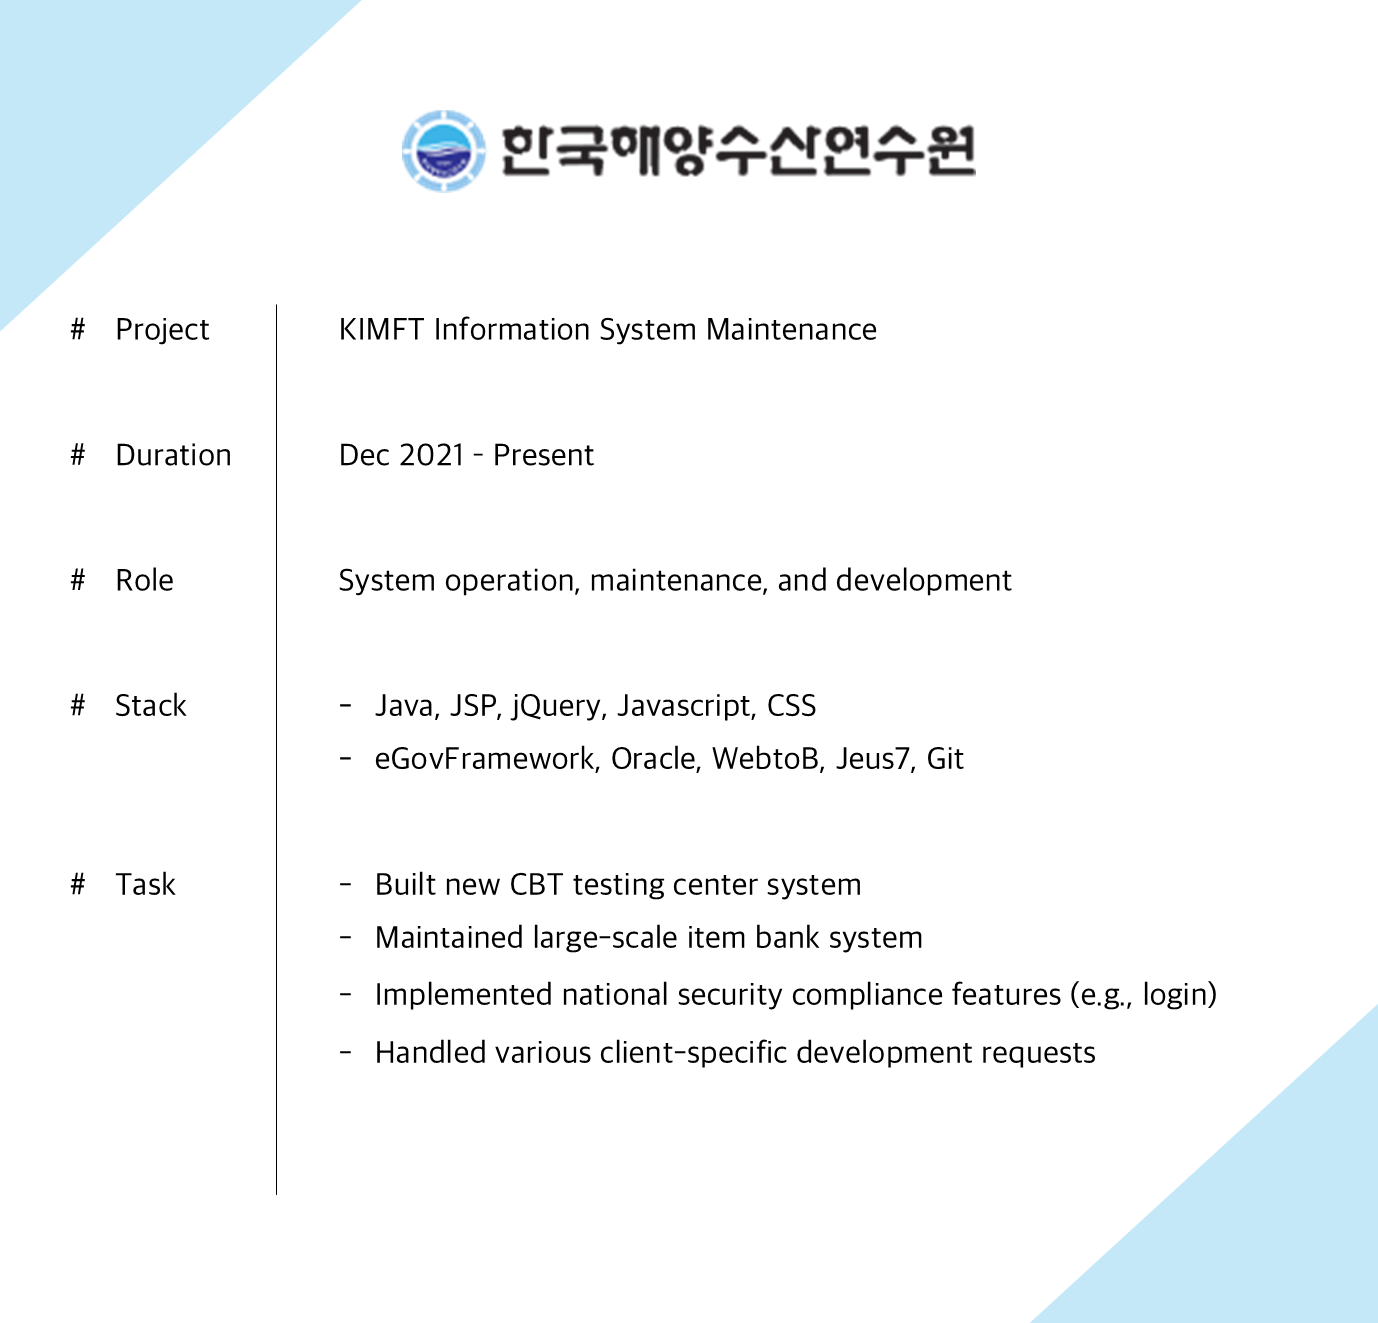 한국해양수산연수원
# Project KIMFT Information System Maintenance
# Duration Dec 2021 - Present
# Role System operation, maintenance, and development
# Stack - Java, JSP, jQuery, Javascript, CSS
- eGovFramework, Oracle, WebtoB, Jeus7, Git
# Task - Built new CBT testing center system
- Maintained large-scale item bank system
- Implemented national security compliance features (e.g., login)
- Handled various client-specific development requests